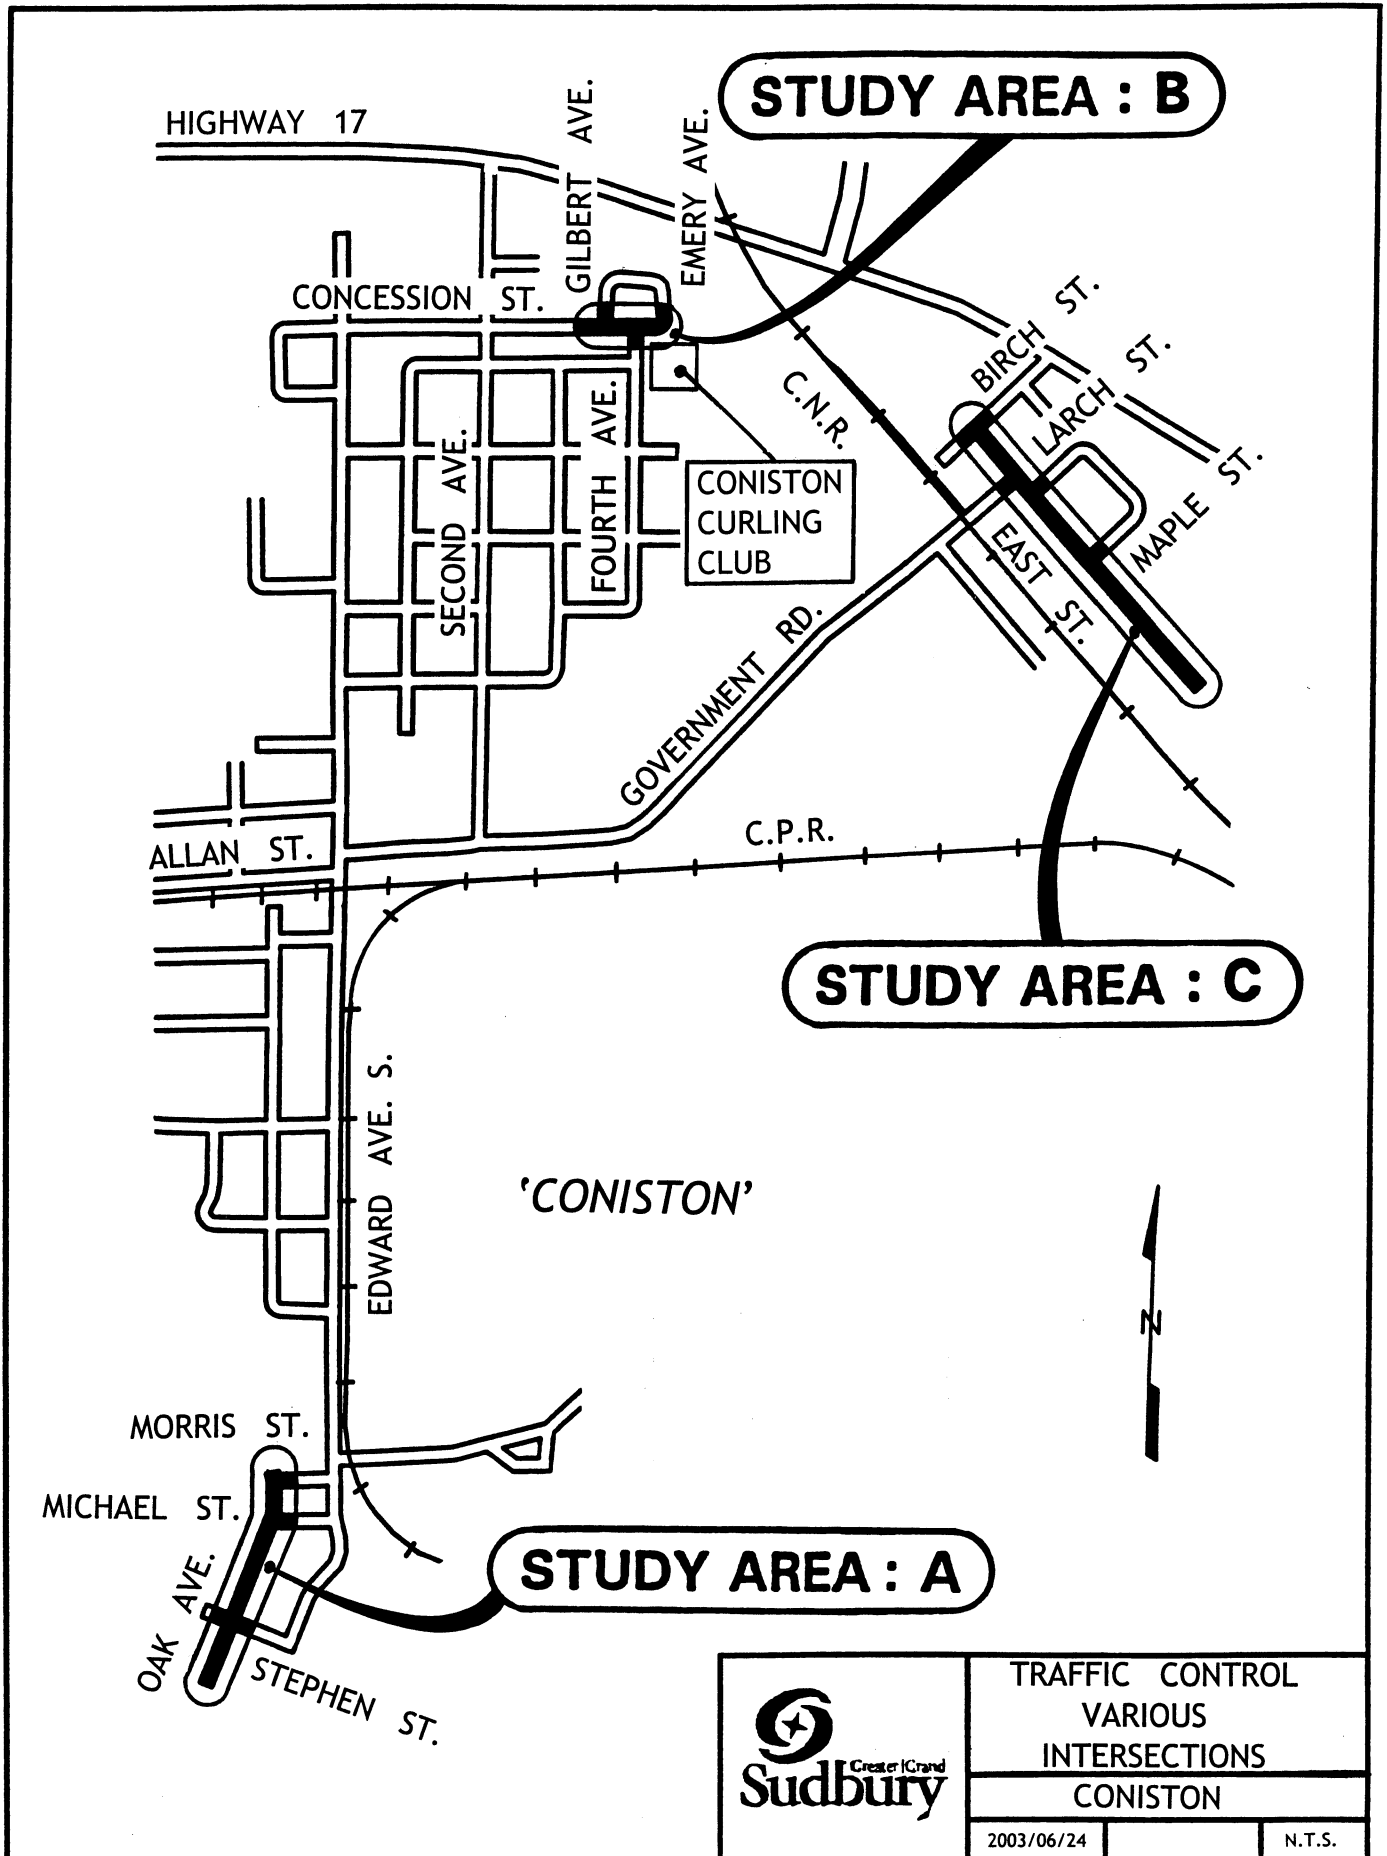 STUDY AREA : B
HIGHWAY 17
GILBERT AVE.
EMERY AVE.
CONCESSION ST.
BIRCH ST.
LARCH ST.
C.N.R.
MAPLE ST.
SECOND AVE.
FOURTH AVE.
CONISTON
CURLING
CLUB
EAST ST.
GOVERNMENT RD.
ALLAN ST.
C.P.R.
STUDY AREA : C
EDWARD AVE. S.
'CONISTON'
N
MORRIS ST.
MICHAEL ST.
OAK AVE.
STUDY AREA : A
STEPHEN ST.
Greater | Grand
Sudbury
TRAFFIC CONTROL
VARIOUS
INTERSECTIONS
CONISTON
2003/06/24
N.T.S.